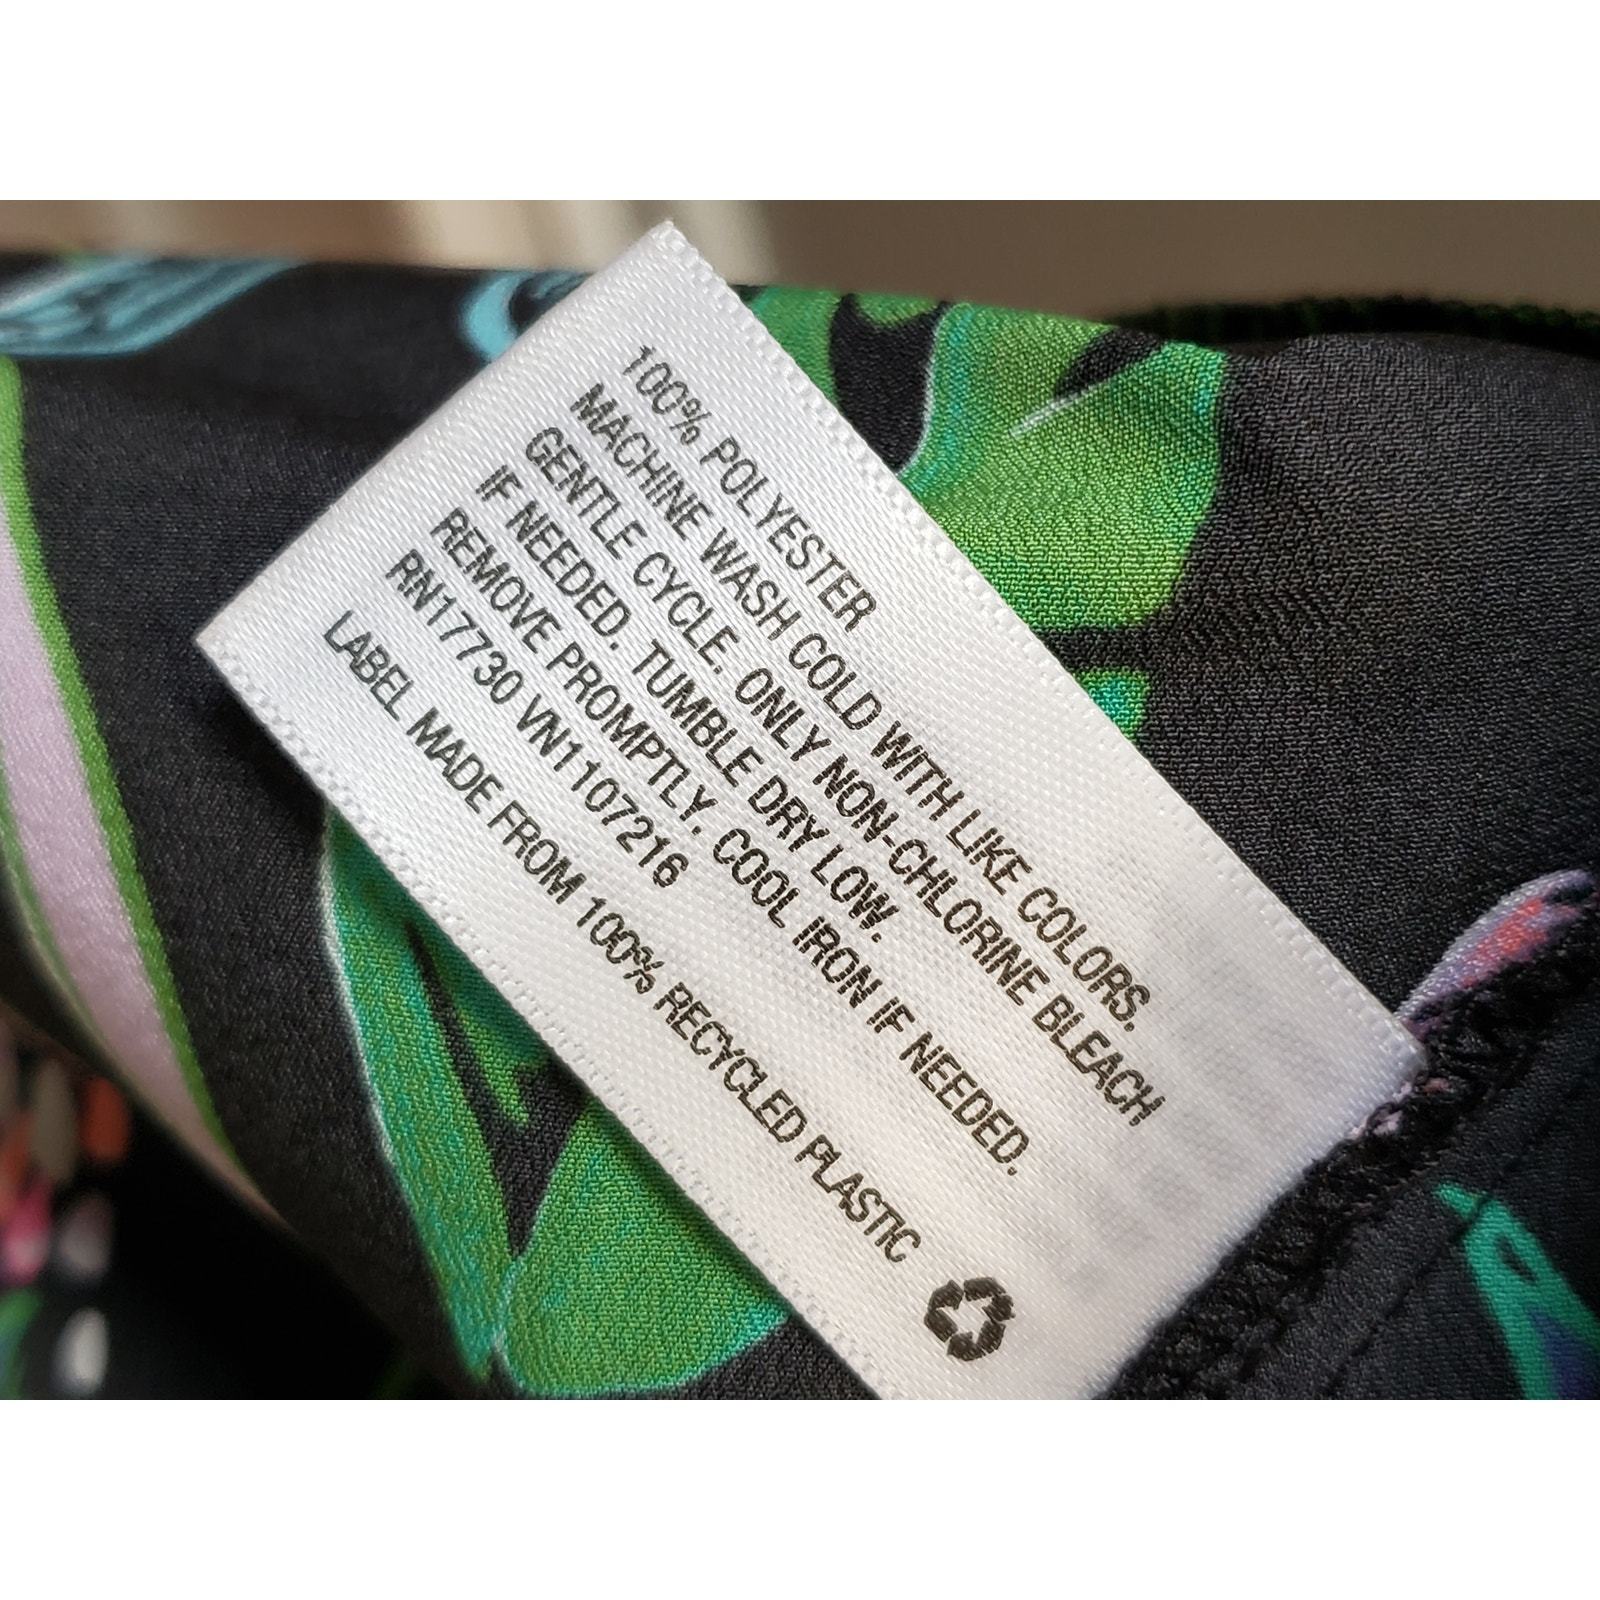 100% POLYESTER
MACHINE WASH COLD WITH LIKE COLORS.
GENTLE CYCLE. ONLY NON-CHLORINE BLEACH
IF NEEDED. TUMBLE DRY LOW.
REMOVE PROMPTLY. COOL IRON IF NEEDED.
RN17730 VN1107216
LABEL MADE FROM 100% RECYCLED PLASTIC